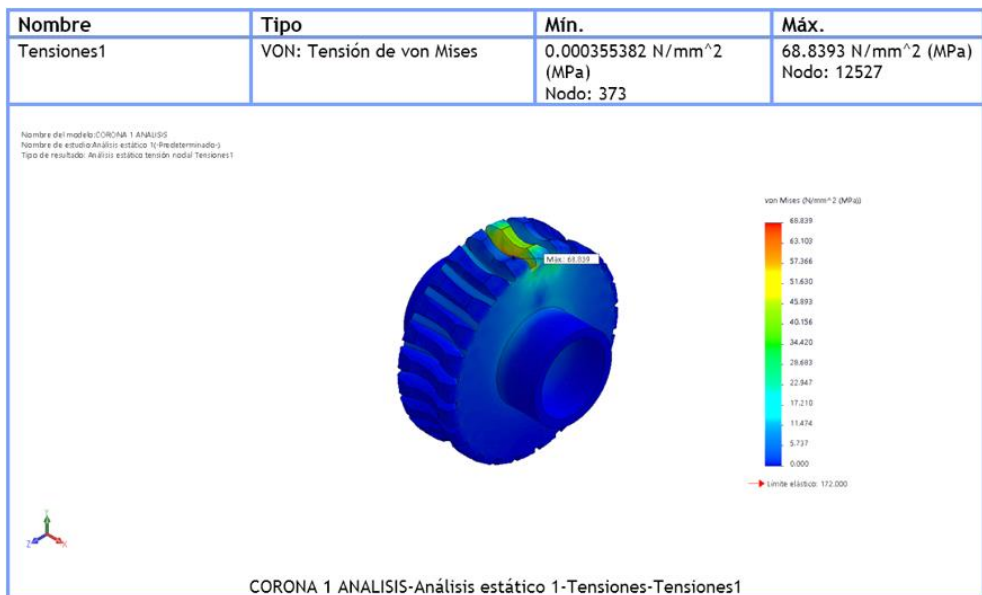 Nombre Tipo Mín. Máx.
Tensiones1 VON: Tensión de von Mises 0.000355382 N/mm^2 68.8393 N/mm^2 (MPa)
(MPa) Nodo: 12527
Nodo: 373
Nombre del modelo:CORONA 1 ANALISIS
Nombre de estudio:Análisis estático 1(-Predeterminado-)
Tipo de resultado: Análisis estático tensión nodal Tensiones1
von Mises (N/mm^2 (MPa))
68.839
63.103
57.366
51.630
45.893
40.156
34.420
28.683
22.947
17.210
11.474
5.737
0.000
Límite elástico: 172.000
Máx.: 68.839
Y
Z X
CORONA 1 ANALISIS-Análisis estático 1-Tensiones-Tensiones1